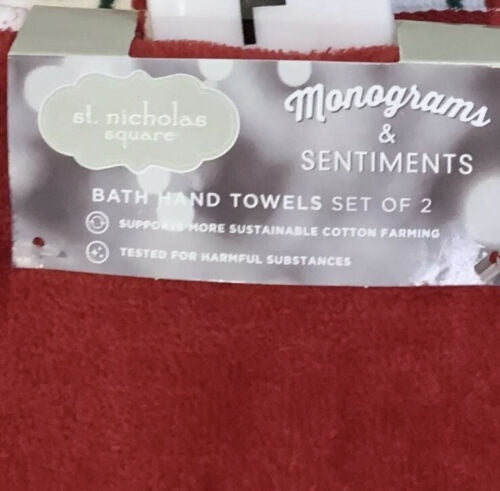 st. nicholas
square
Monograms
&
SENTIMENTS
BATH HAND TOWELS SET OF 2
SUPPORTS MORE SUSTAINABLE COTTON FARMING
TESTED FOR HARMFUL SUBSTANCES